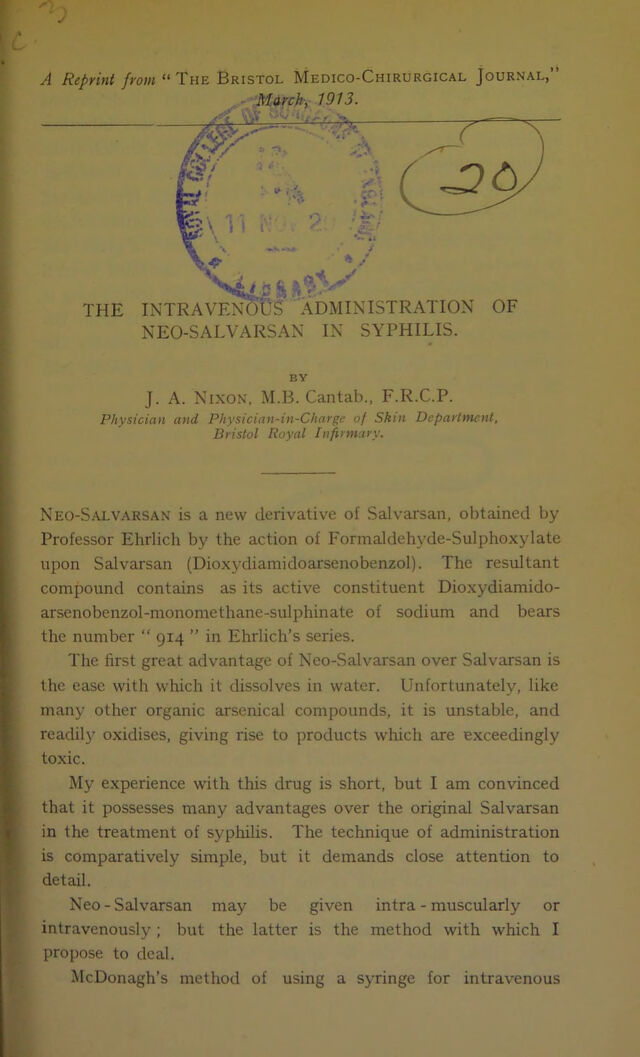 A Reprint from “ The Bristol Medico-Chirurgical Journal,”
March, 1913.
20
11 NOV 2
THE INTRAVENOUS ADMINISTRATION OF
NEO-SALVARSAN IN SYPHILIS.
BY
J. A. Nixon, M.B. Cantab., F.R.C.P.
Physician and Physician-in-Charge of Skin Department,
Bristol Royal Infirmary.
Neo-Salvarsan is a new derivative of Salvarsan, obtained by
Professor Ehrlich by the action of Formaldehyde-Sulphoxylate
upon Salvarsan (Dioxydiamidoarsenobenzol). The resultant
compound contains as its active constituent Dioxydiamido-
arsenobenzol-monomethane-sulphinate of sodium and bears
the number “ 914 ” in Ehrlich’s series.
The first great advantage of Neo-Salvarsan over Salvarsan is
the ease with which it dissolves in water. Unfortunately, like
many other organic arsenical compounds, it is unstable, and
readily oxidises, giving rise to products which are exceedingly
toxic.
My experience with this drug is short, but I am convinced
that it possesses many advantages over the original Salvarsan
in the treatment of syphilis. The technique of administration
is comparatively simple, but it demands close attention to
detail.
Neo-Salvarsan may be given intra-muscularly or
intravenously ; but the latter is the method with which I
propose to deal.
McDonagh’s method of using a syringe for intravenous